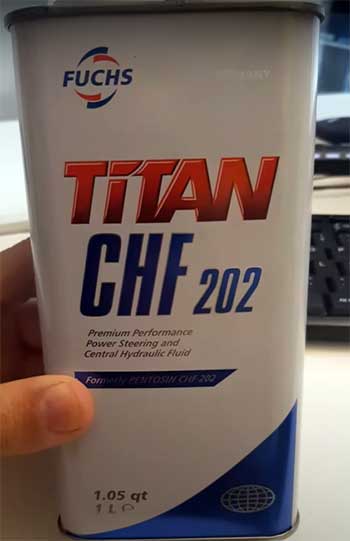 FUCHS
TiTAN
CHF 202
Premium Performance
Power Steering and
Central Hydraulic Fluid
Formerly PENTOSIN CHF 202
1.05 qt
1 L e